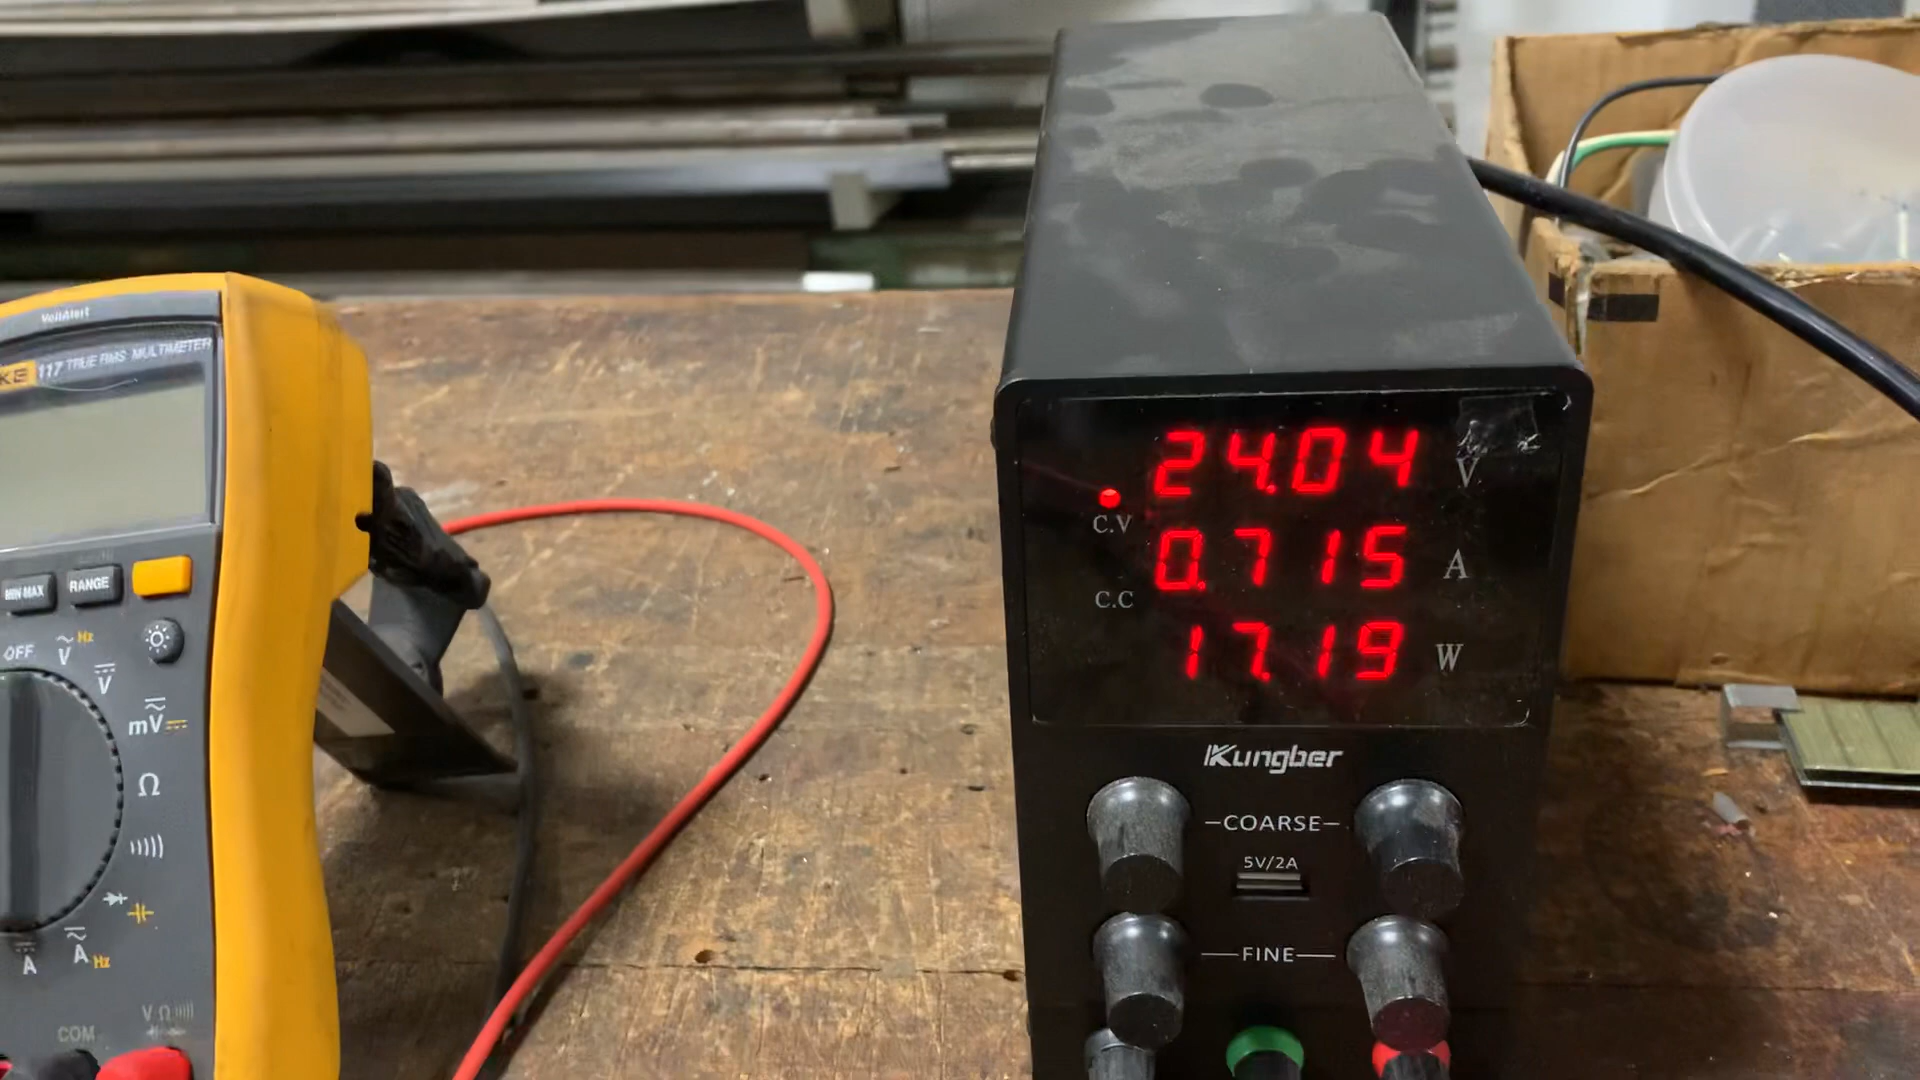 VoltAlert
KE 117 TRUE RMS MULTIMETER
MIN MAX
RANGE
OFF
V Hz
V
mV
Ω
A
A Hz
V Ω
COM
24.04 V
C.V
0.715 A
C.C
17.19 W
Kungber
COARSE
5V/2A
FINE